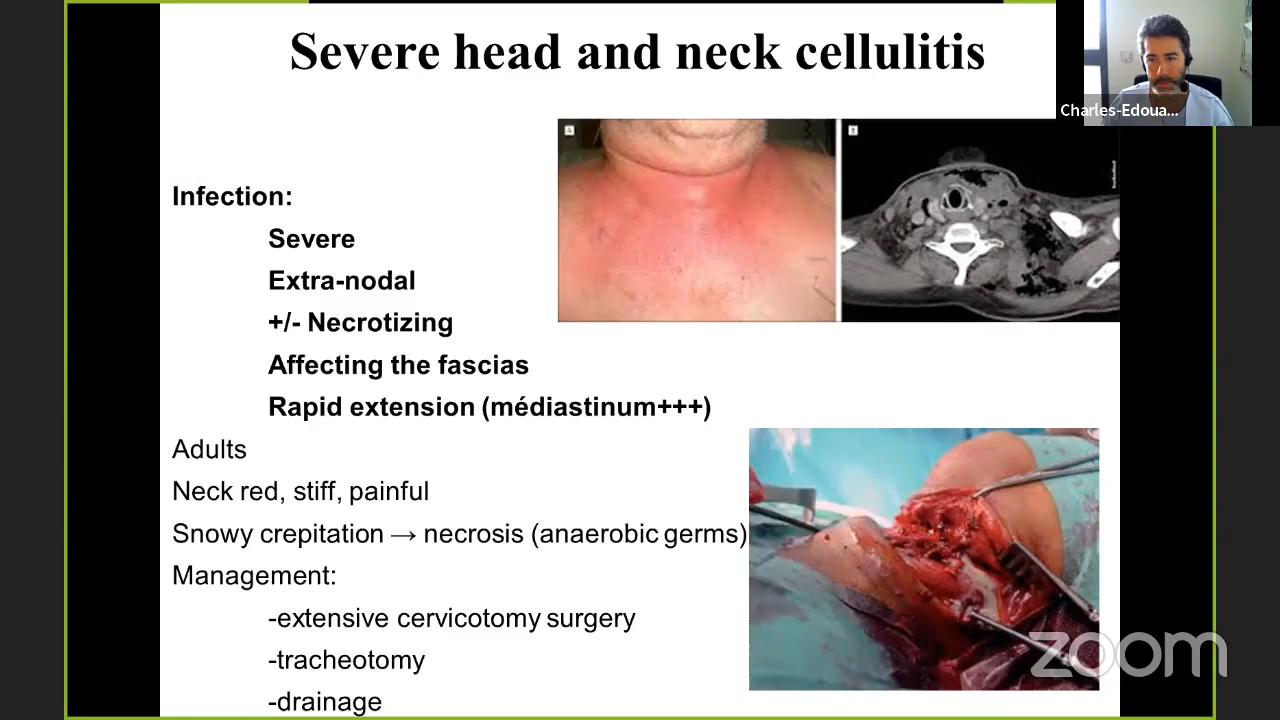 Severe head and neck cellulitis
Charles-Edoua...
A
B
Infection:
Severe
Extra-nodal
+/- Necrotizing
Affecting the fascias
Rapid extension (médiastinum+++)
Adults
Neck red, stiff, painful
Snowy crepitation → necrosis (anaerobic germs)
Management:
-extensive cervicotomy surgery
-tracheotomy
-drainage
zoom